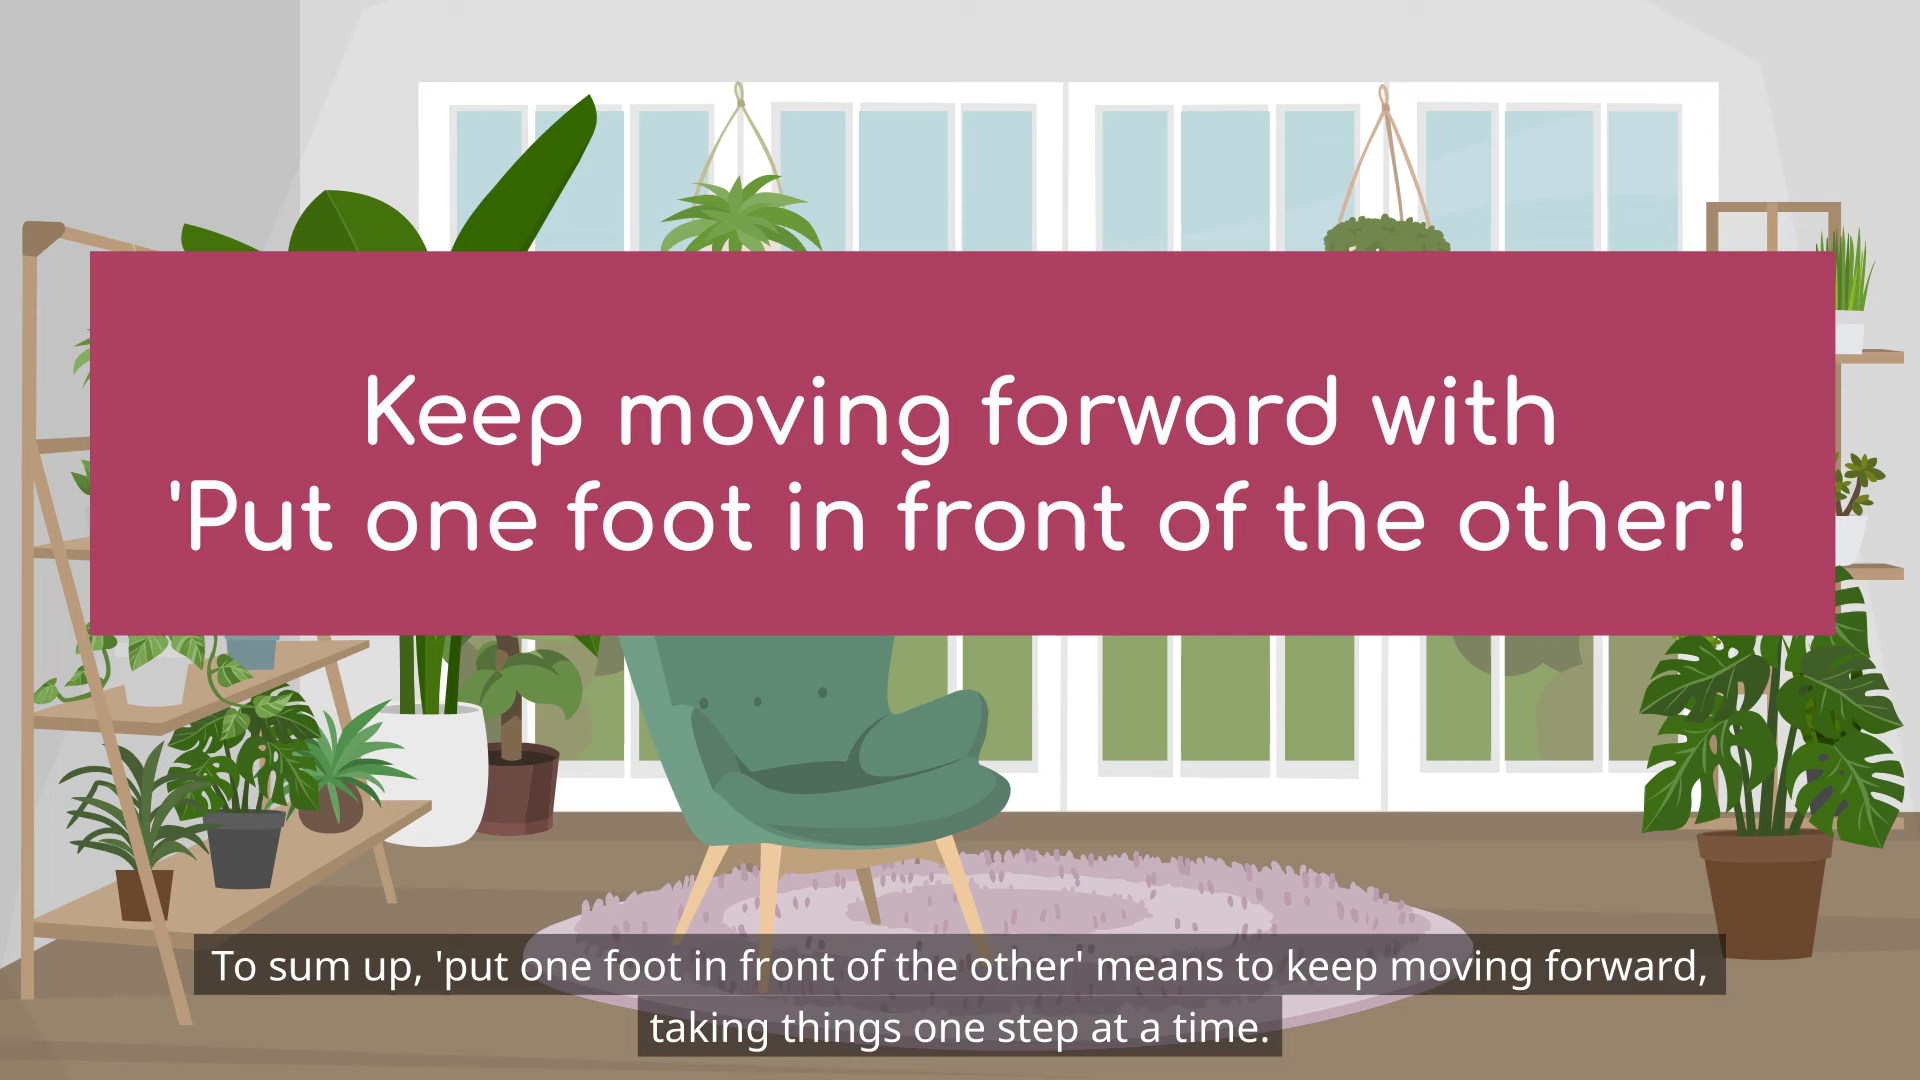 Keep moving forward with
'Put one foot in front of the other'!
To sum up, 'put one foot in front of the other' means to keep moving forward,
taking things one step at a time.